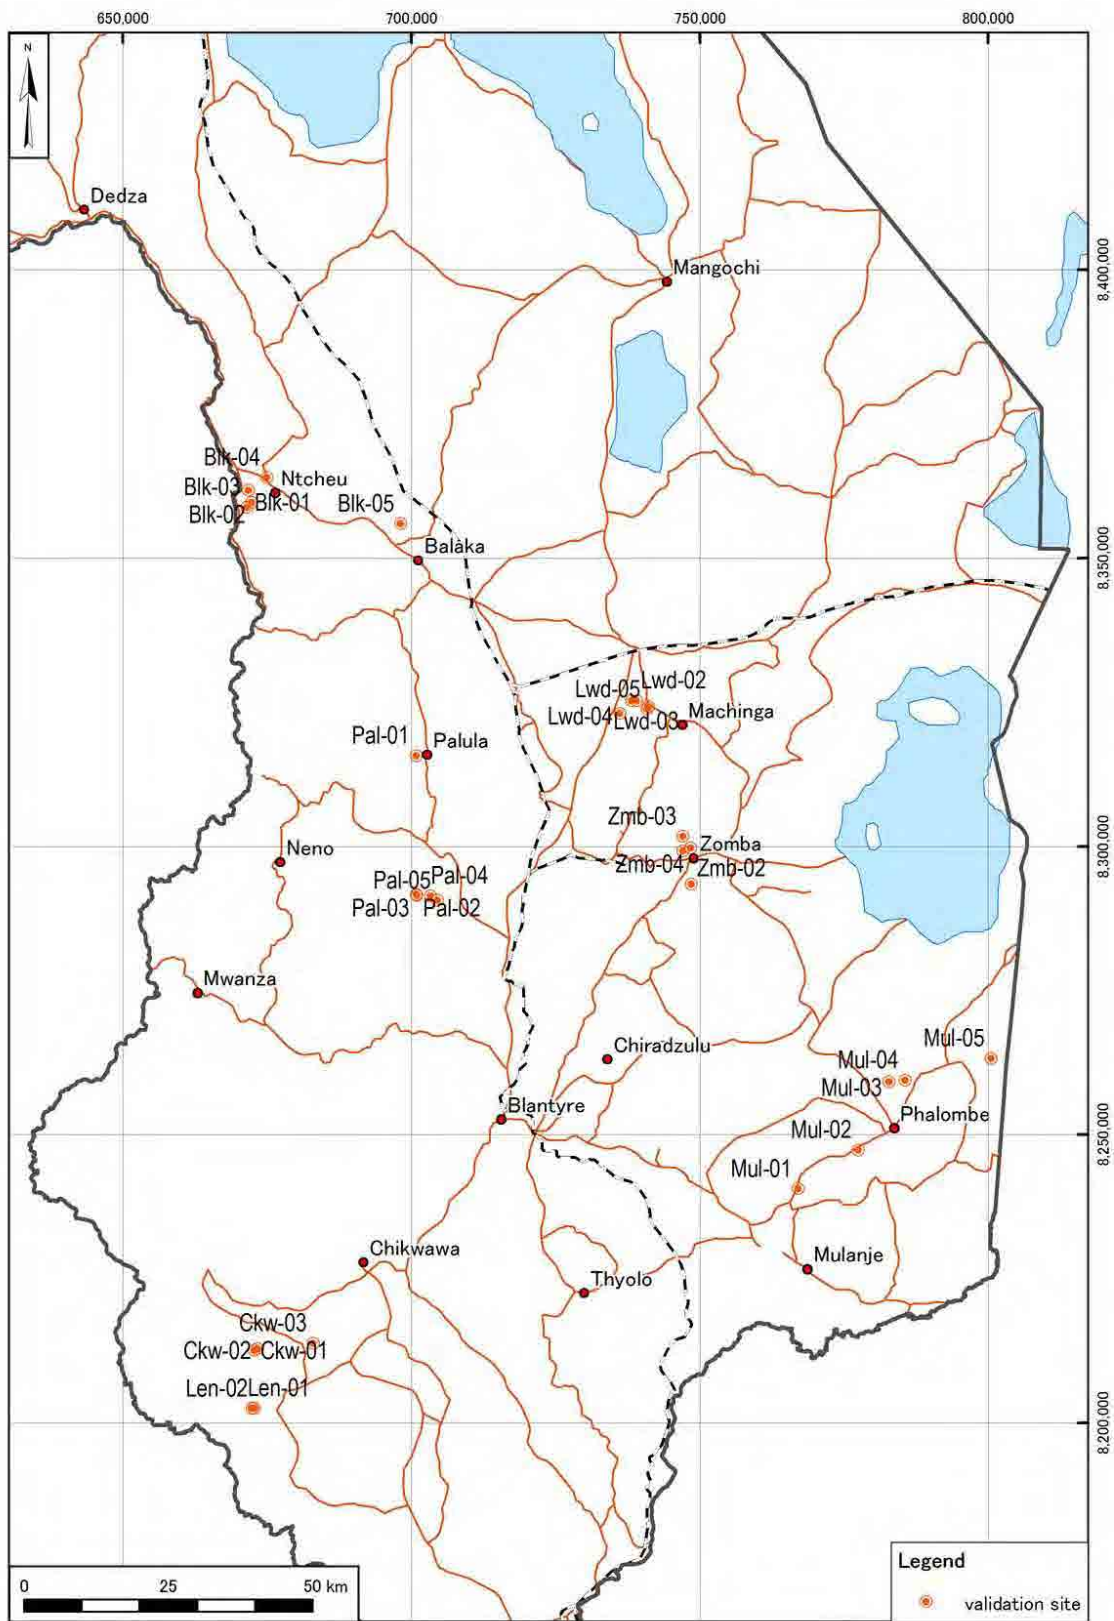 650,000
700,000
750,000
800,000
N
Dedza
Mangochi
8,400,000
Blk-04
Ntcheu
Blk-03
Blk-01
Blk-05
Blk-02
Balaka
8,350,000
Lwd-02
Lwd-05
Lwd-04
Lwd-03
Machinga
Pal-01
Palula
Zmb-03
Zomba
8,300,000
Neno
Zmb-04
Zmb-02
Pal-04
Pal-05
Pal-03
Pal-02
Mwanza
Chiradzulu
Mul-05
Mul-04
Mul-03
Blantyre
Phalombe
Mul-02
8,250,000
Mul-01
Chikwawa
Mulanje
Thyolo
Ckw-03
Ckw-02
Ckw-01
Len-02
Len-01
8,200,000
Legend
validation site
0 25 50 km